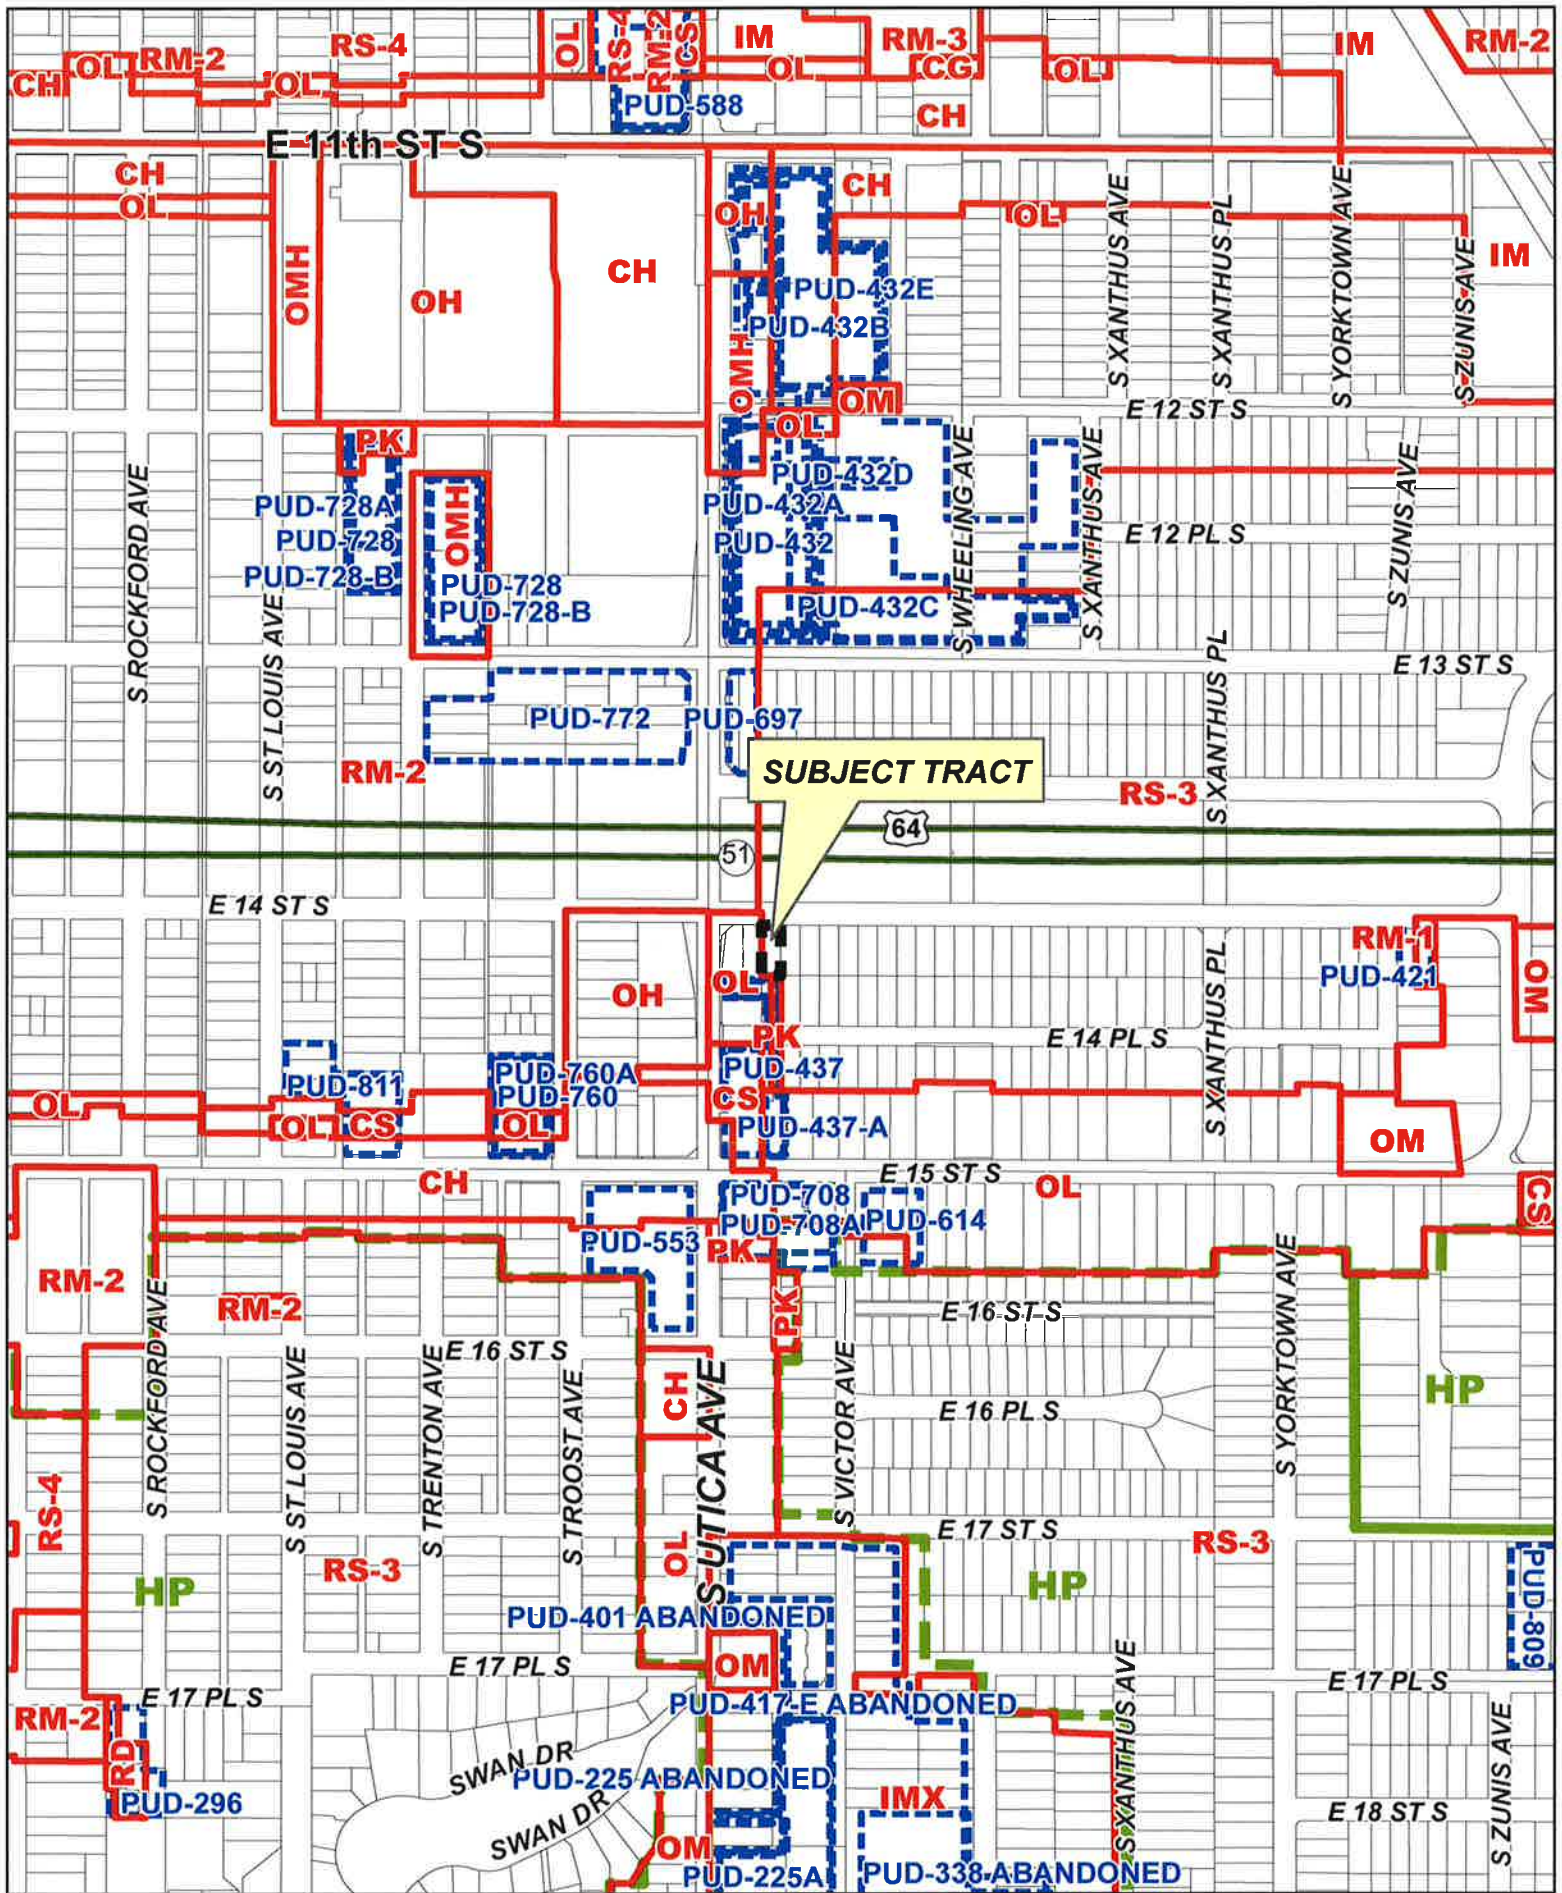 RS-4
RM-2
CH
OL
OL
OL
RS-4
RM-2
CS
IM
OL
RM-3
CG
OL
IM
RM-2
PUD-588
CH
E 11th ST S
CH
OL
OMH
OH
CH
OH
CH
OL
IM
S XANTHUS AVE
S XANTHUS PL
S YORKTOWN AVE
S ZUNIS AVE
PUD-432E
PUD-432B
OMH
OM
OL
E 12 ST S
PK
PUD-728A
PUD-728
PUD-728-B
OMH
PUD-728
PUD-728-B
PUD-432D
PUD-432A
PUD-432
PUD-432C
S WHEELING AVE
S XANTHUS AVE
E 12 PL S
S ZUNIS AVE
S ROCKFORD AVE
S ST LOUIS AVE
S XANTHUS PL
E 13 ST S
PUD-772
PUD-697
RM-2
SUBJECT TRACT
RS-3
64
51
E 14 ST S
OH
OL
PK
RM-1
PUD-421
OM
S XANTHUS PL
E 14 PL S
PUD-811
PUD-760A
PUD-760
PUD-437
CS
PUD-437-A
OL
OL
CS
OL
OM
CH
E 15 ST S
OL
CS
PUD-708
PUD-708A
PUD-614
PUD-553
PK
RM-2
RM-2
PK
E 16 ST S
S ROCKFORD AVE
E 16 ST S
S YORKTOWN AVE
S ST LOUIS AVE
S TRENTON AVE
S TROOST AVE
CH
S UTICA AVE
S VICTOR AVE
E 16 PL S
HP
RS-4
OL
E 17 ST S
RS-3
HP
RS-3
HP
PUD-401 ABANDONED
PUD-809
E 17 PL S
OM
E 17 PL S
E 17 PL S
PUD-417-E ABANDONED
RM-2
RD
PUD-296
SWAN DR
SWAN DR
PUD-225 ABANDONED
IMX
S XANTHUS AVE
S ZUNIS AVE
E 18 ST S
OM
PUD-225A
PUD-338 ABANDONED